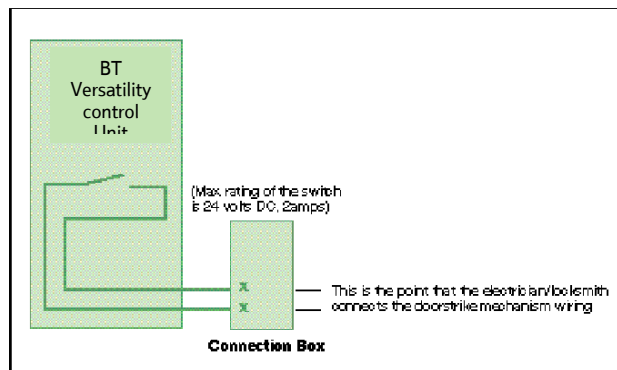 BT
Versatility
control
Unit
(Max rating of the switch
is 24 volts DC, 2amps)
X
X
This is the point that the electrician/locksmith
connects the doorstrike mechanism wiring
Connection Box